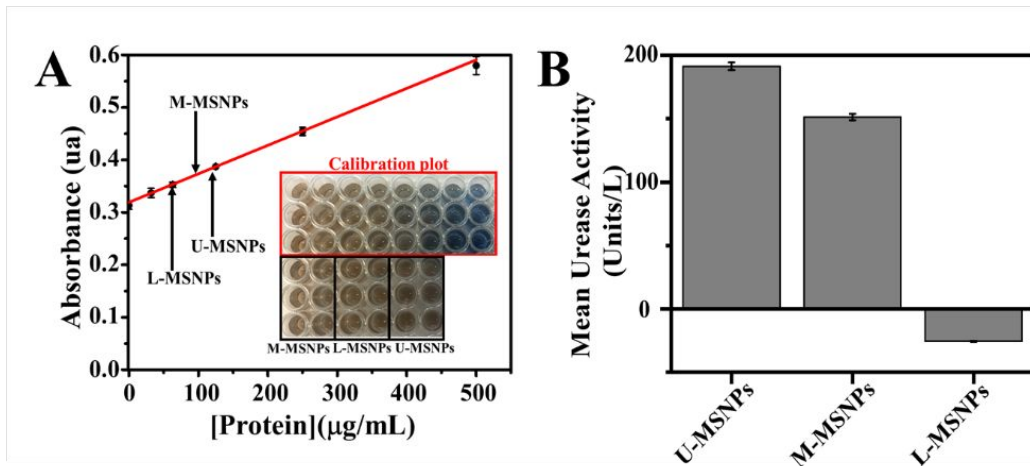 A
Absorbance (ua)
0.6
0.5
0.4
0.3
0.2
0.1
0.0
M-MSNPs
L-MSNPs
U-MSNPs
Calibration plot
M-MSNPs L-MSNPs U-MSNPs
0 100 200 300 400 500
[Protein](μg/mL)
B
Mean Urease Activity
(Units/L)
200
100
0
U-MSNPs
M-MSNPs
L-MSNPs